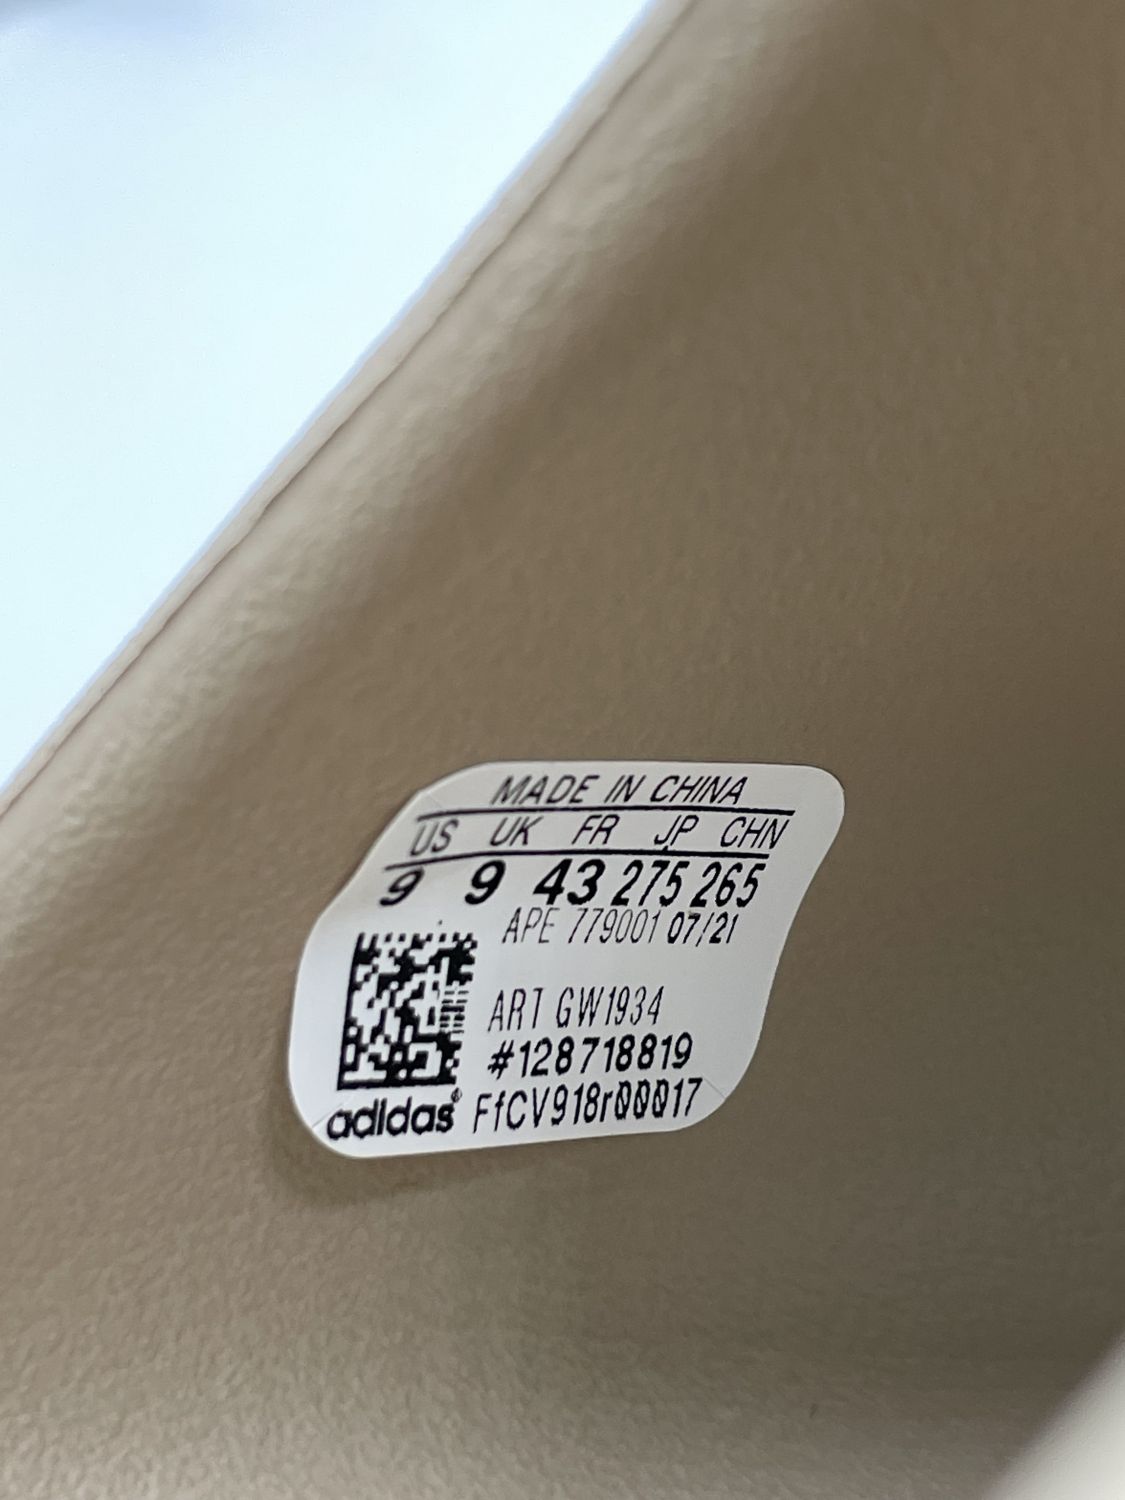 MADE IN CHINA
US UK FR JP CHN
9 9 43 275 265
APE 779001 07/21
ART GW1934
#128718819
adidas® FfCV918r00017